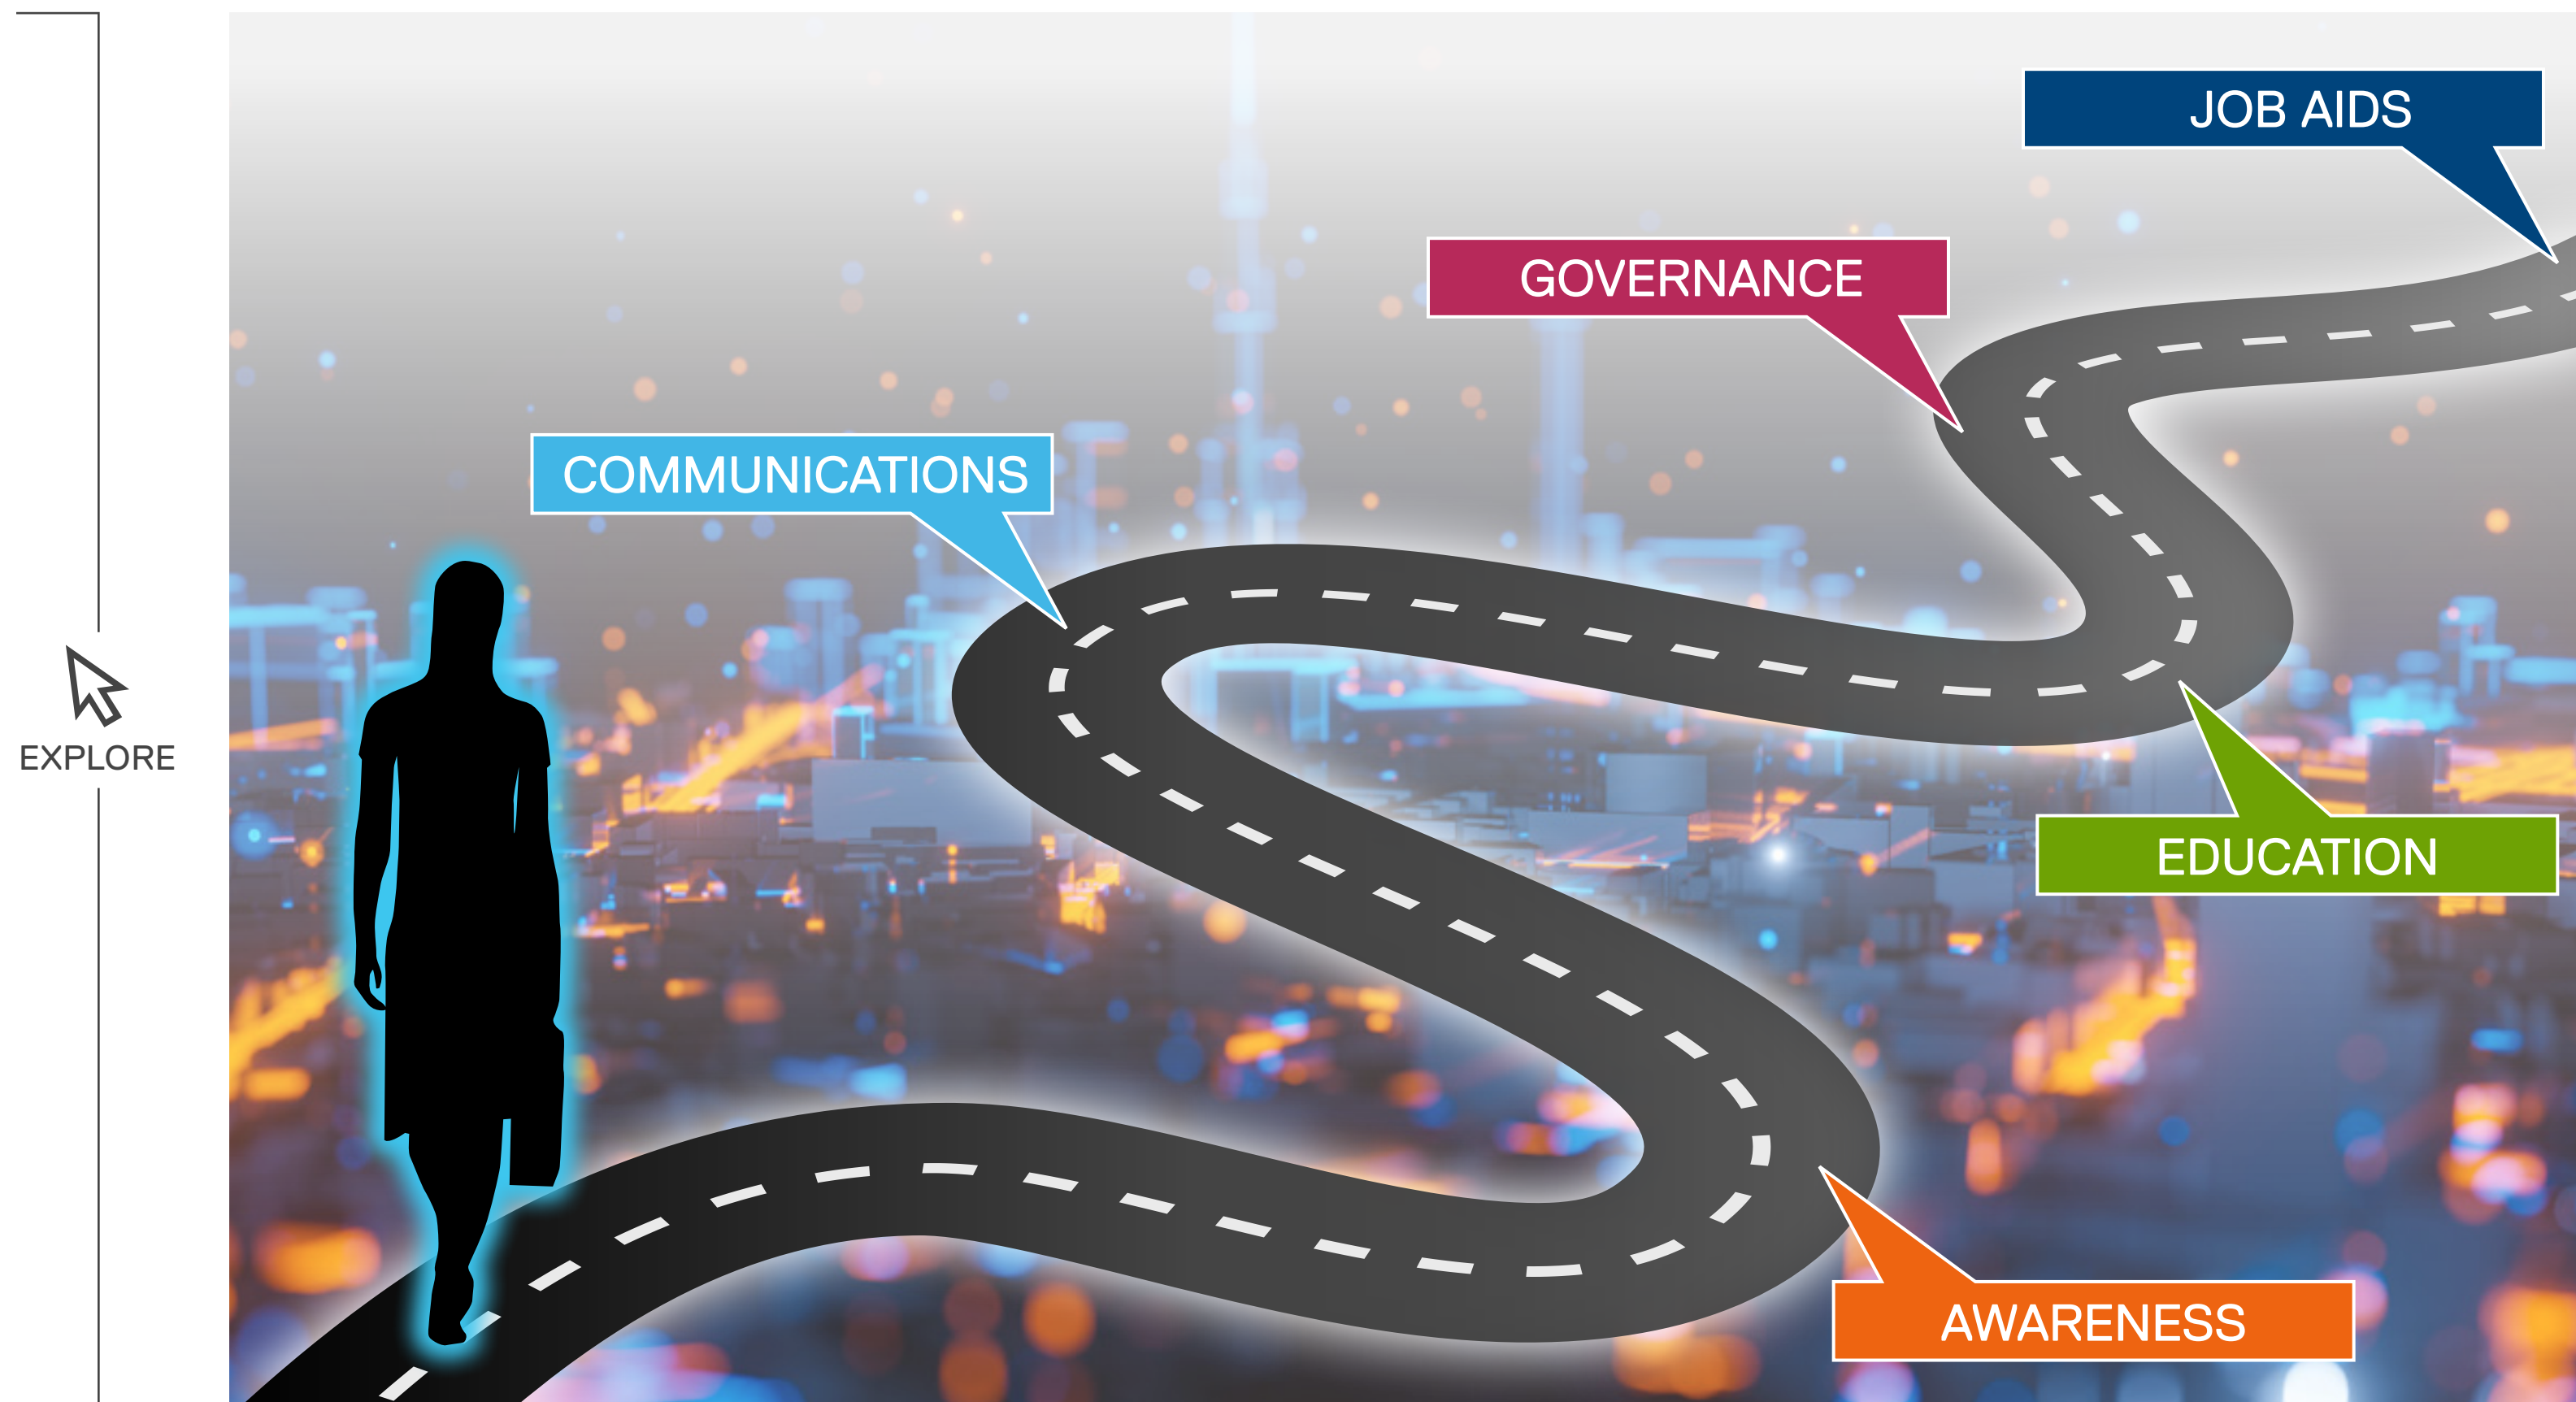 JOB AIDS
GOVERNANCE
COMMUNICATIONS
EXPLORE
EDUCATION
AWARENESS